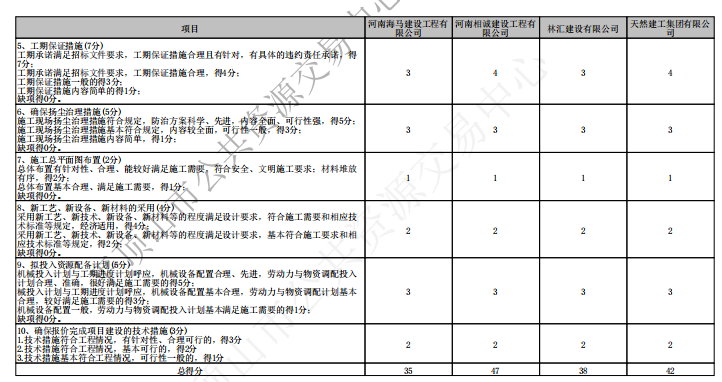 项目
河南海马建设工程有限公司
河南相诚建设工程有限公司
林汇建设有限公司
天然建工集团有限公司
5、工期保证措施(7分)
工期承诺满足招标文件要求，工期保证措施合理且有针对，有具体的违约责任承诺，得
7分；
工期承诺满足招标文件要求，工期保证措施合理，得4分；
工期保证措施一般的得3分；
工期保证措施内容简单的得1分；
缺项得0分。
3 4 3 4
6、确保扬尘治理措施(5分)
施工现场扬尘治理措施符合规定，防治方案科学、先进，内容全面、可行性强，得5分；
施工现场扬尘治理措施基本符合规定，内容较全面，可行性一般，得3分；
施工现场扬尘治理措施内容简单，得1分；
缺项得0分。
3 3 3 3
7、施工总平面图布置(2分)
总体布置有针对性、合理、能较好满足施工需要，符合安全、文明施工要求；材料堆放
有序，得2分；
总体布置基本合理、满足施工需要，得1分；
缺项得0分。
1 1 1 1
8、新工艺、新设备、新材料的采用(4分)
采用新工艺、新技术、新设备、新材料等的程度满足设计要求，符合施工需要和相应技
术标准等规定，经济适用，得4分；
采用新工艺、新技术、新设备、新材料等的程度满足设计要求，基本符合施工要求和相
应技术标准等规定，得2分；
缺项得0分。
2 2 2 2
9、拟投入资源配备计划(5分)
机械投入计划与工期进度计划呼应，机械设备配置合理、先进，劳动力与物资调配投入
计划合理、准确，很好满足施工需要的得5分；
械投入计划与工期进度计划呼应，机械设备配置基本合理，劳动力与物资调配计划基本
合理，较好满足施工需要的得3分；
机械设备配置一般，劳动力与物资调配投入计划基本满足施工需要的得1分；
缺项得0分。
3 3 3 3
10、确保报价完成项目建设的技术措施(3分)
1.技术措施符合工程情况，有针对性、合理可行的，得3分
2.技术措施符合工程情况，基本可行的，得2分
3.技术措施基本符合工程情况，可行性一般的，得1分
2 2 2 2
总得分 35 47 38 42
平顶山市公共资源交易中心